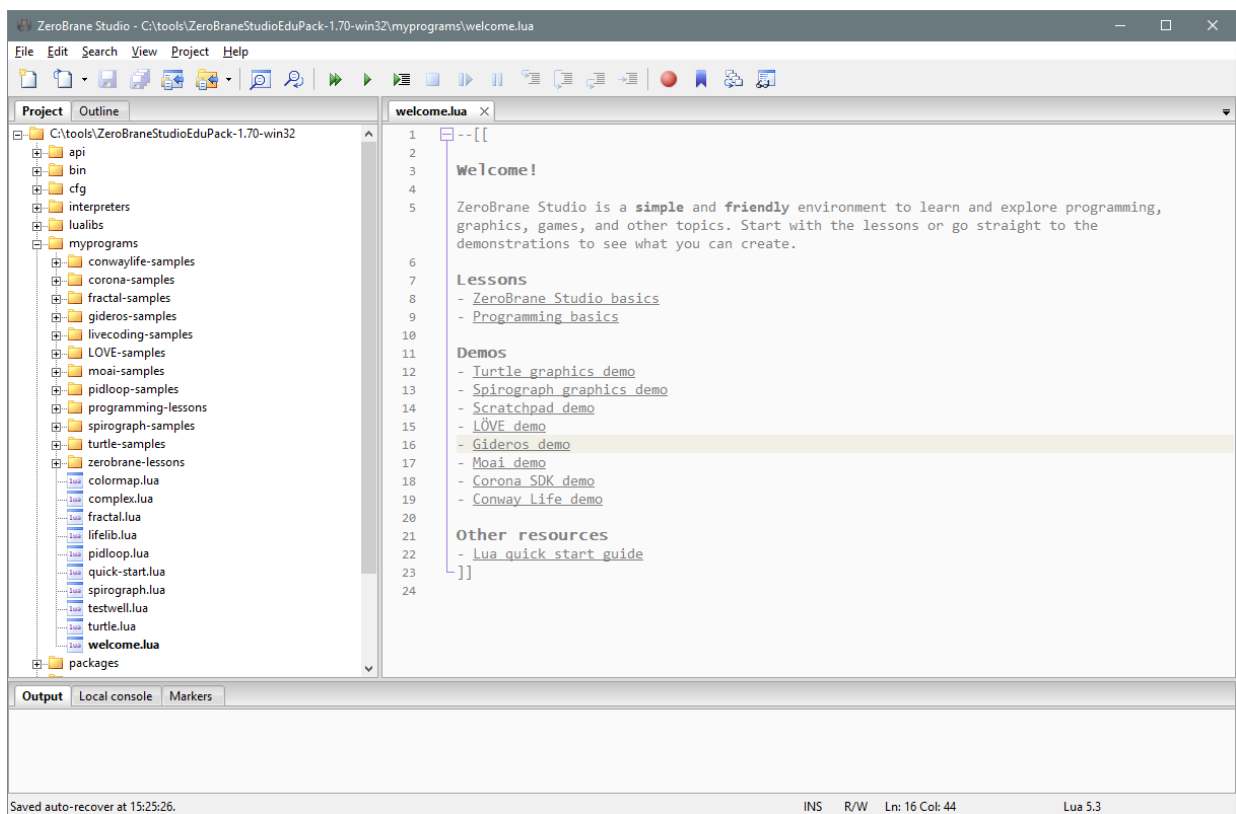 ZeroBrane Studio - C:\tools\ZeroBraneStudioEduPack-1.70-win32\myprograms\welcome.lua
File Edit Search View Project Help
Project Outline
C:\tools\ZeroBraneStudioEduPack-1.70-win32
api
bin
cfg
interpreters
lualibs
myprograms
conwaylife-samples
corona-samples
fractal-samples
gideros-samples
livecoding-samples
LOVE-samples
moai-samples
pidloop-samples
programming-lessons
spirograph-samples
turtle-samples
zerobrane-lessons
colormap.lua
complex.lua
fractal.lua
lifelib.lua
pidloop.lua
quick-start.lua
spirograph.lua
testwell.lua
turtle.lua
welcome.lua
packages
welcome.lua
1 --[[
2
3 Welcome!
4
5 ZeroBrane Studio is a simple and friendly environment to learn and explore programming,
graphics, games, and other topics. Start with the lessons or go straight to the
demonstrations to see what you can create.
6
7 Lessons
8 - ZeroBrane Studio basics
9 - Programming basics
10
11 Demos
12 - Turtle graphics demo
13 - Spirograph graphics demo
14 - Scratchpad demo
15 - LÖVE demo
16 - Gideros demo
17 - Moai demo
18 - Corona SDK demo
19 - Conway Life demo
20
21 Other resources
22 - Lua quick start guide
23 ]]
24
Output Local console Markers
Saved auto-recover at 15:25:26. INS R/W Ln: 16 Col: 44 Lua 5.3